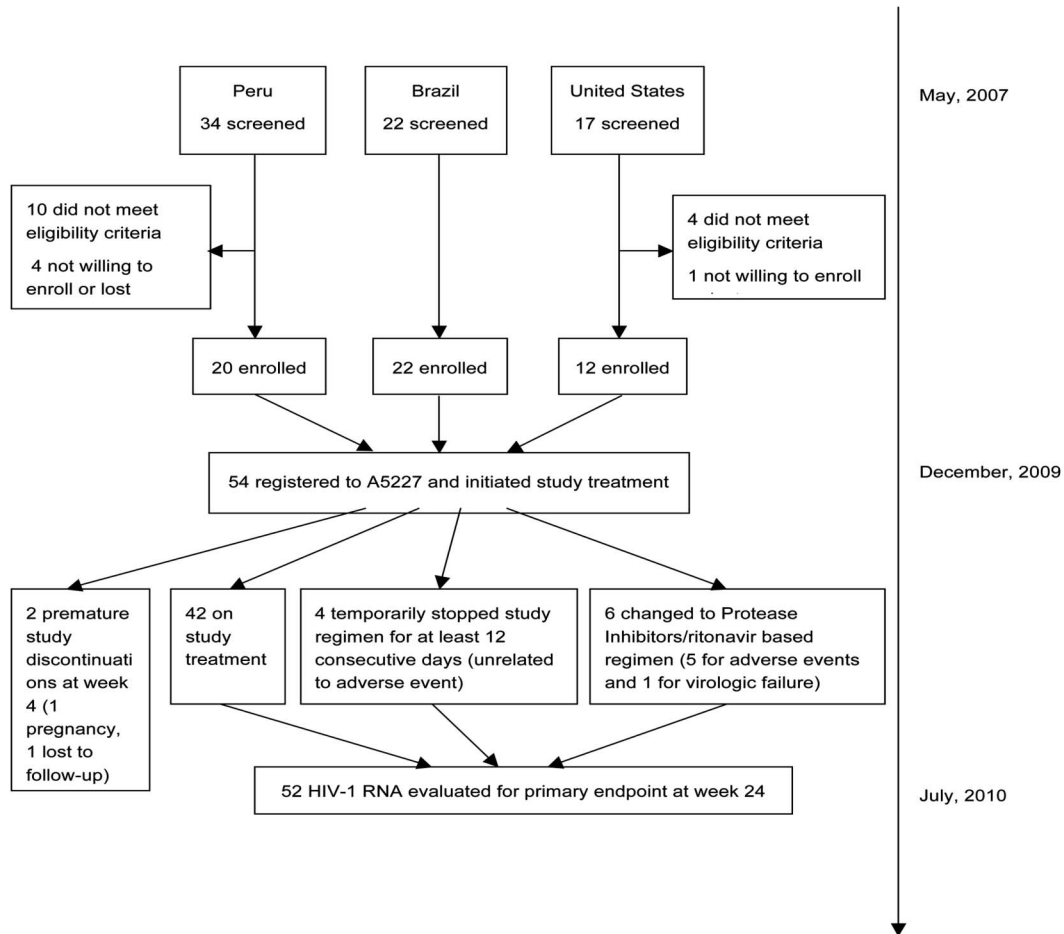 May, 2007
Peru
34 screened
Brazil
22 screened
United States
17 screened
10 did not meet
eligibility criteria
4 not willing to
enroll or lost
4 did not meet
eligibility criteria
1 not willing to enroll
20 enrolled
22 enrolled
12 enrolled
54 registered to A5227 and initiated study treatment
December, 2009
2 premature
study
discontinuati
ons at week
4 (1
pregnancy,
1 lost to
follow-up)
42 on
study
treatment
4 temporarily stopped study
regimen for at least 12
consecutive days (unrelated
to adverse event)
6 changed to Protease
Inhibitors/ritonavir based
regimen (5 for adverse events
and 1 for virologic failure)
52 HIV-1 RNA evaluated for primary endpoint at week 24
July, 2010